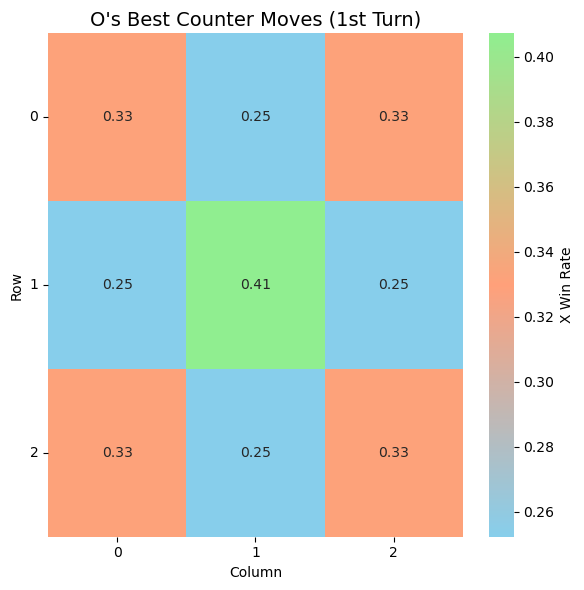 O's Best Counter Moves (1st Turn)
0.40
0 0.33 0.25 0.33
0.38
0.36
Row 1 0.25 0.41 0.25
0.34
X Win Rate
0.32
0.30
2 0.33 0.25 0.33
0.28
0.26
0 1 2
Column